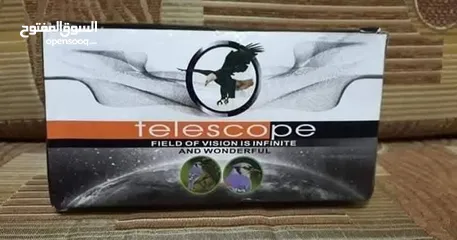 السوق المفتوح
opensooq.com
telescope
FIELD OF VISION IS INFINITE
AND WONDERFUL